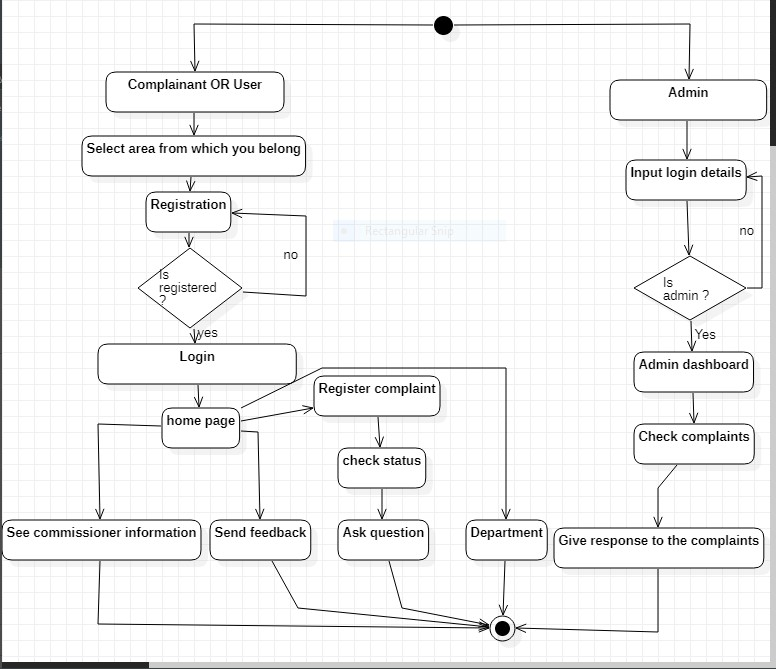 Complainant OR User
Admin
Select area from which you belong
Input login details
Registration
Rectangular Snip
no
no
Is
registered
?
Is
admin ?
yes
Yes
Login
Admin dashboard
Register complaint
home page
Check complaints
check status
See commissioner information
Send feedback
Ask question
Department
Give response to the complaints